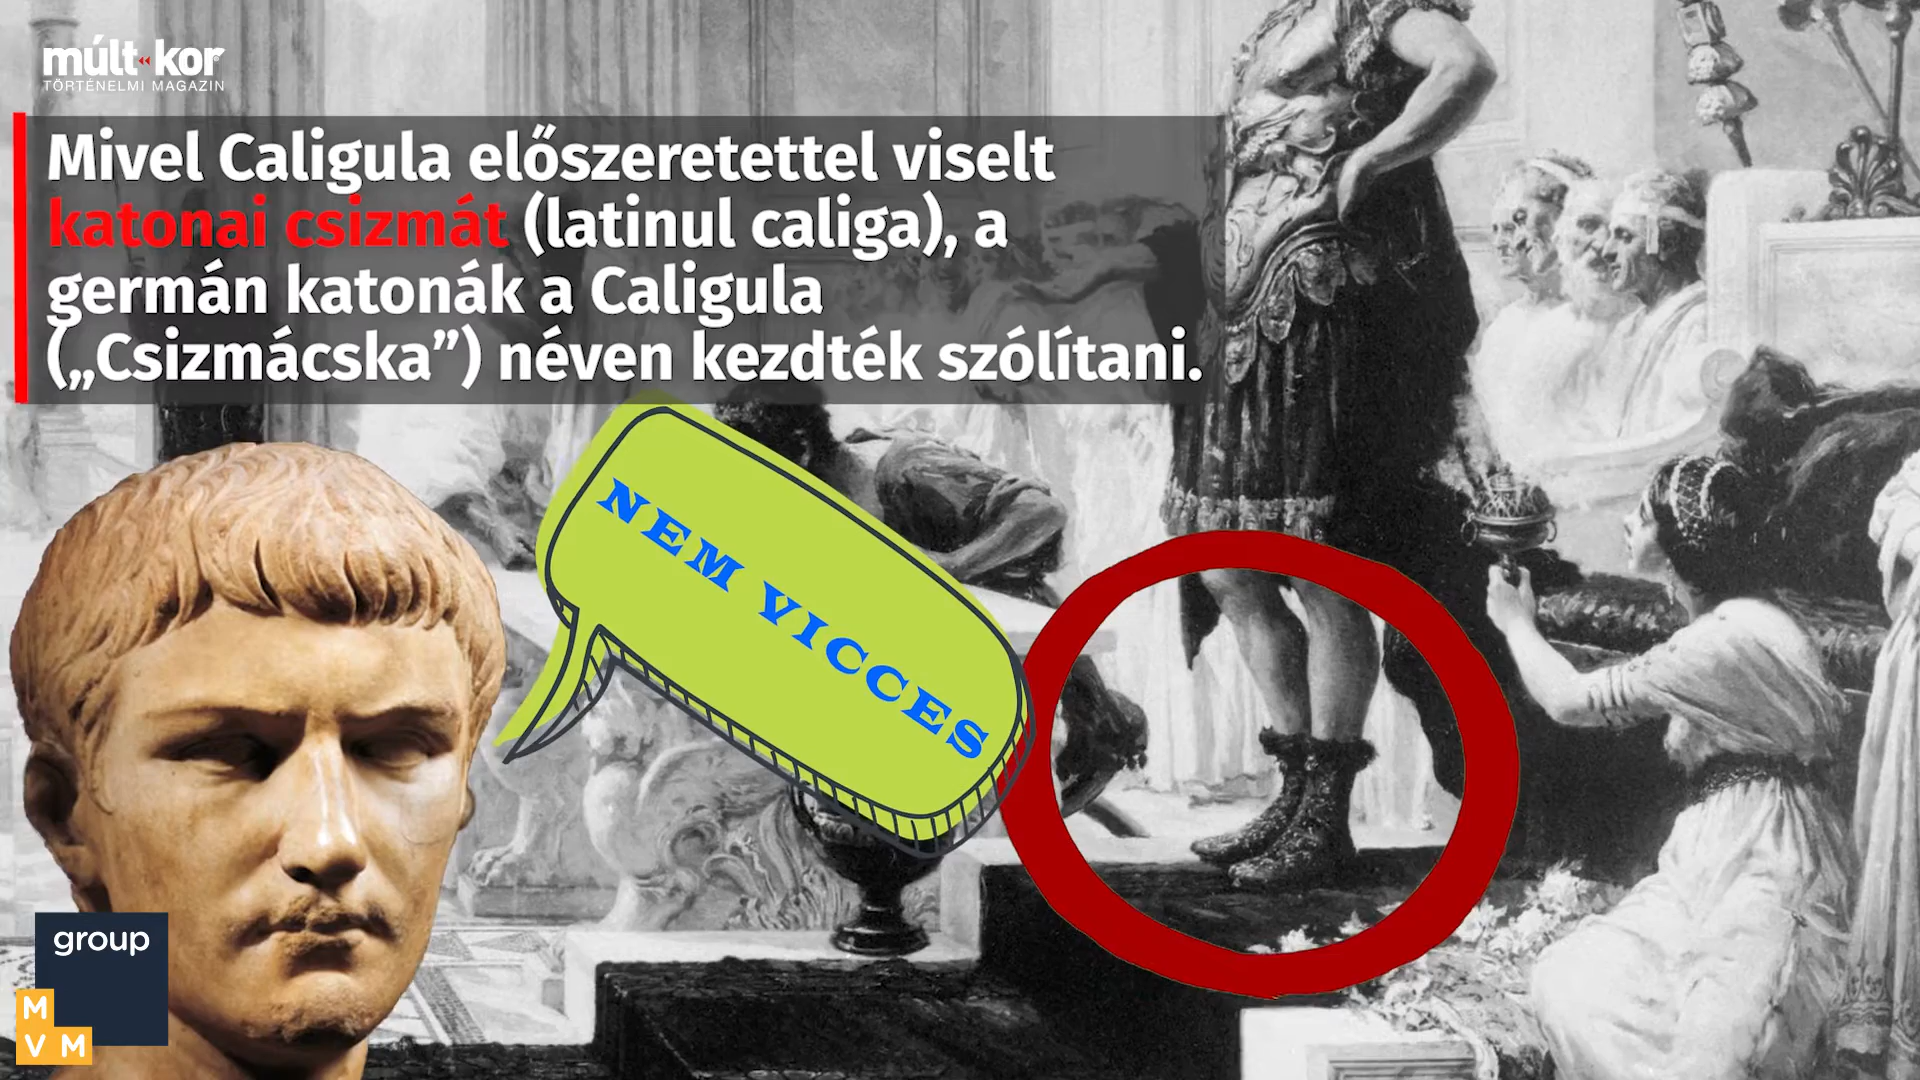 múlt-kor
TÖRTÉNELMI MAGAZIN
Mivel Caligula előszeretettel viselt
katonai csizmát (latinul caliga), a
germán katonák a Caligula
(„Csizmácska”) néven kezdték szólítani.
NEM VICCES
group
M
VM